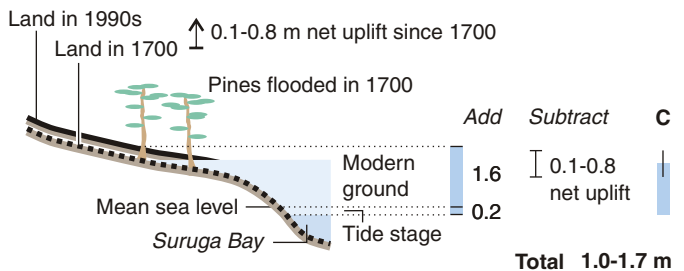 Land in 1990s
Land in 1700
0.1-0.8 m net uplift since 1700
Pines flooded in 1700
Add
Subtract
C
Modern
ground
1.6
0.1-0.8
net uplift
Mean sea level
0.2
Suruga Bay
Tide stage
Total 1.0-1.7 m